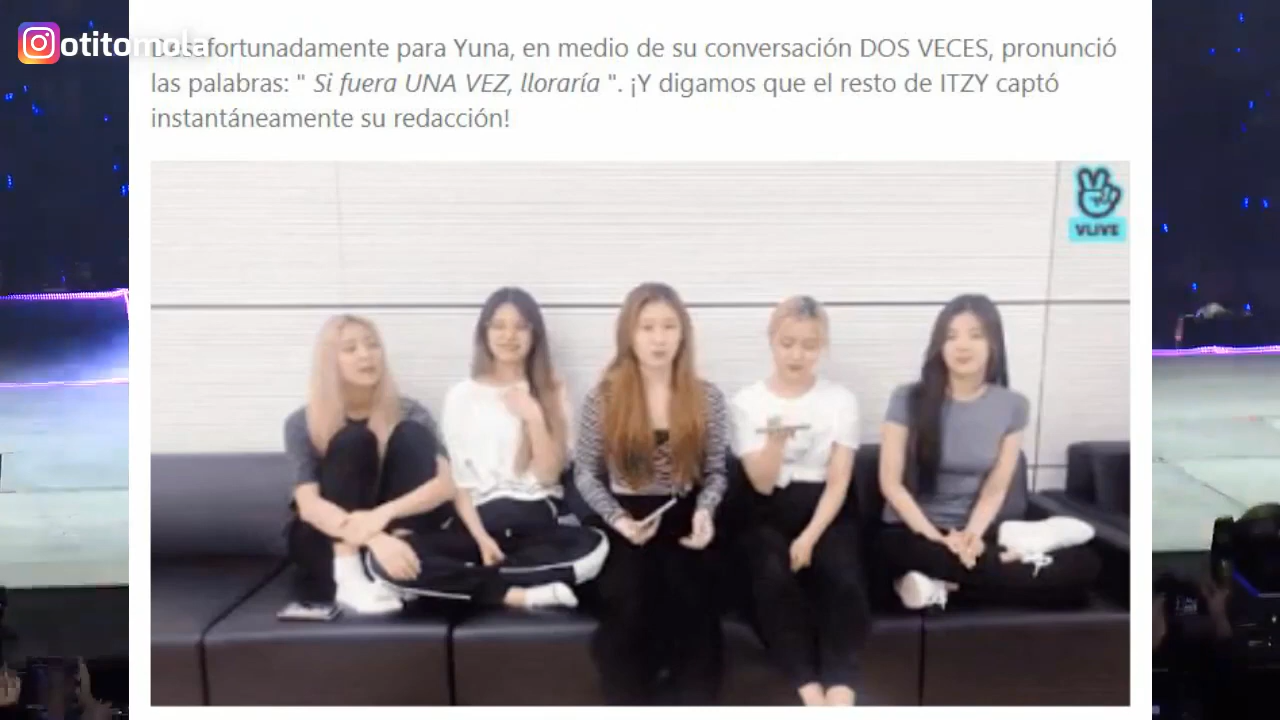 otitomola
Desafortunadamente para Yuna, en medio de su conversación DOS VECES, pronunció
las palabras: " Si fuera UNA VEZ, lloraría ". ¡Y digamos que el resto de ITZY captó
instantáneamente su redacción!
VLIVE